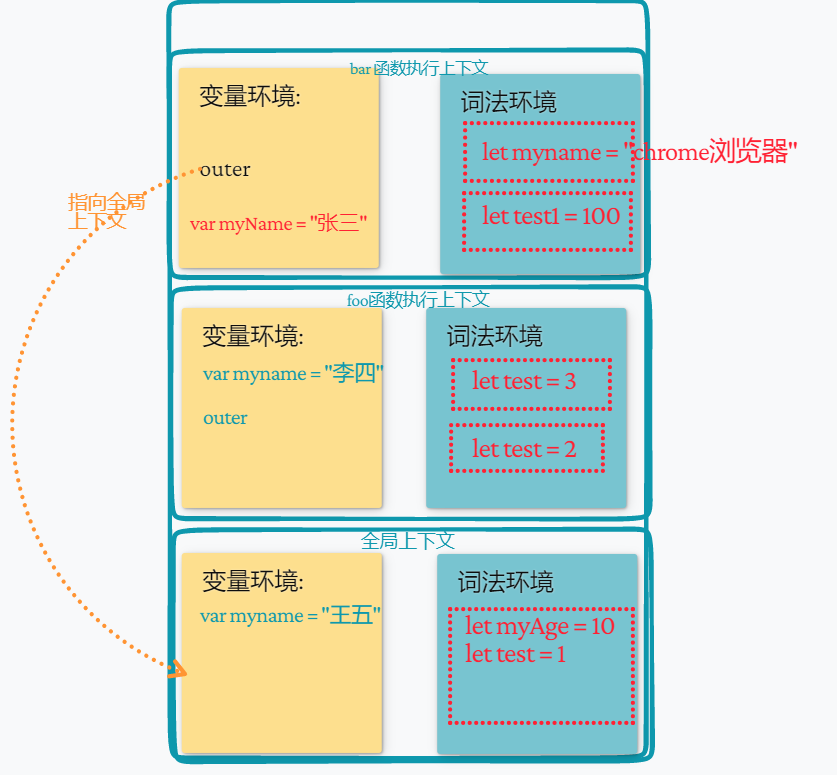 bar 函数执行上下文
变量环境:
outer
var myName = "张三"
词法环境
let myname = "chrome浏览器"
let test1 = 100
指向全局
上下文
foo函数执行上下文
变量环境:
var myname = "李四"
outer
词法环境
let test = 3
let test = 2
全局上下文
变量环境:
var myname = "王五"
词法环境
let myAge = 10
let test = 1